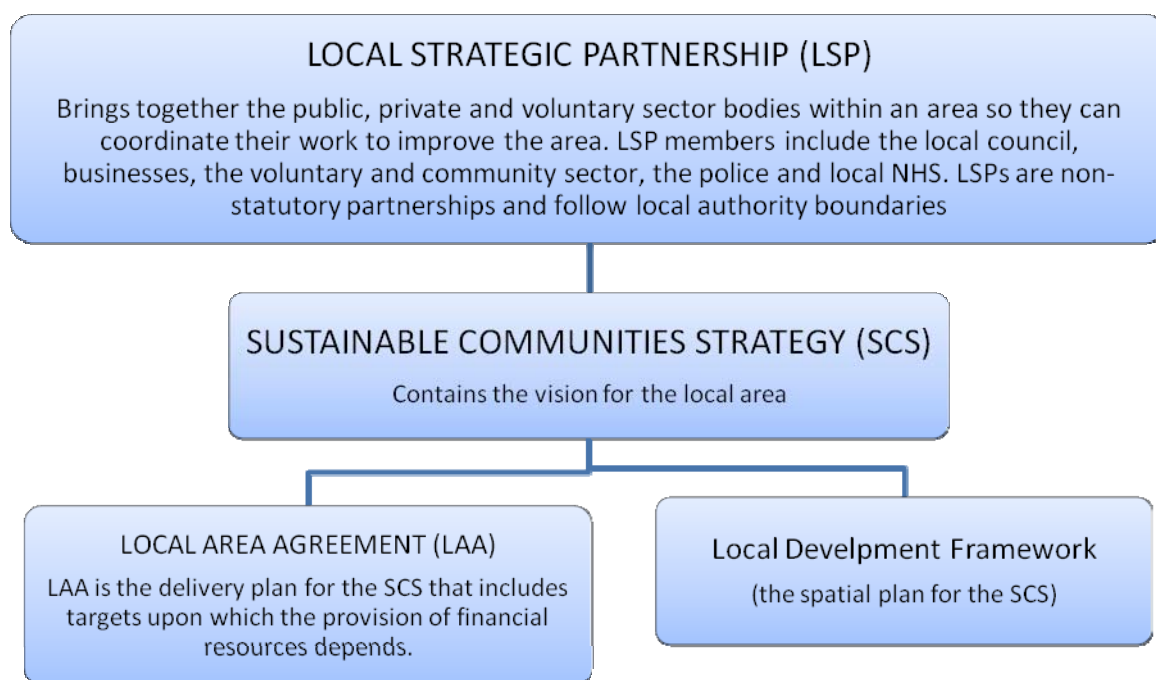 LOCAL STRATEGIC PARTNERSHIP (LSP)
Brings together the public, private and voluntary sector bodies within an area so they can
coordinate their work to improve the area. LSP members include the local council,
businesses, the voluntary and community sector, the police and local NHS. LSPs are non-
statutory partnerships and follow local authority boundaries
SUSTAINABLE COMMUNITIES STRATEGY (SCS)
Contains the vision for the local area
LOCAL AREA AGREEMENT (LAA)
LAA is the delivery plan for the SCS that includes
targets upon which the provision of financial
resources depends.
Local Develpment Framework
(the spatial plan for the SCS)